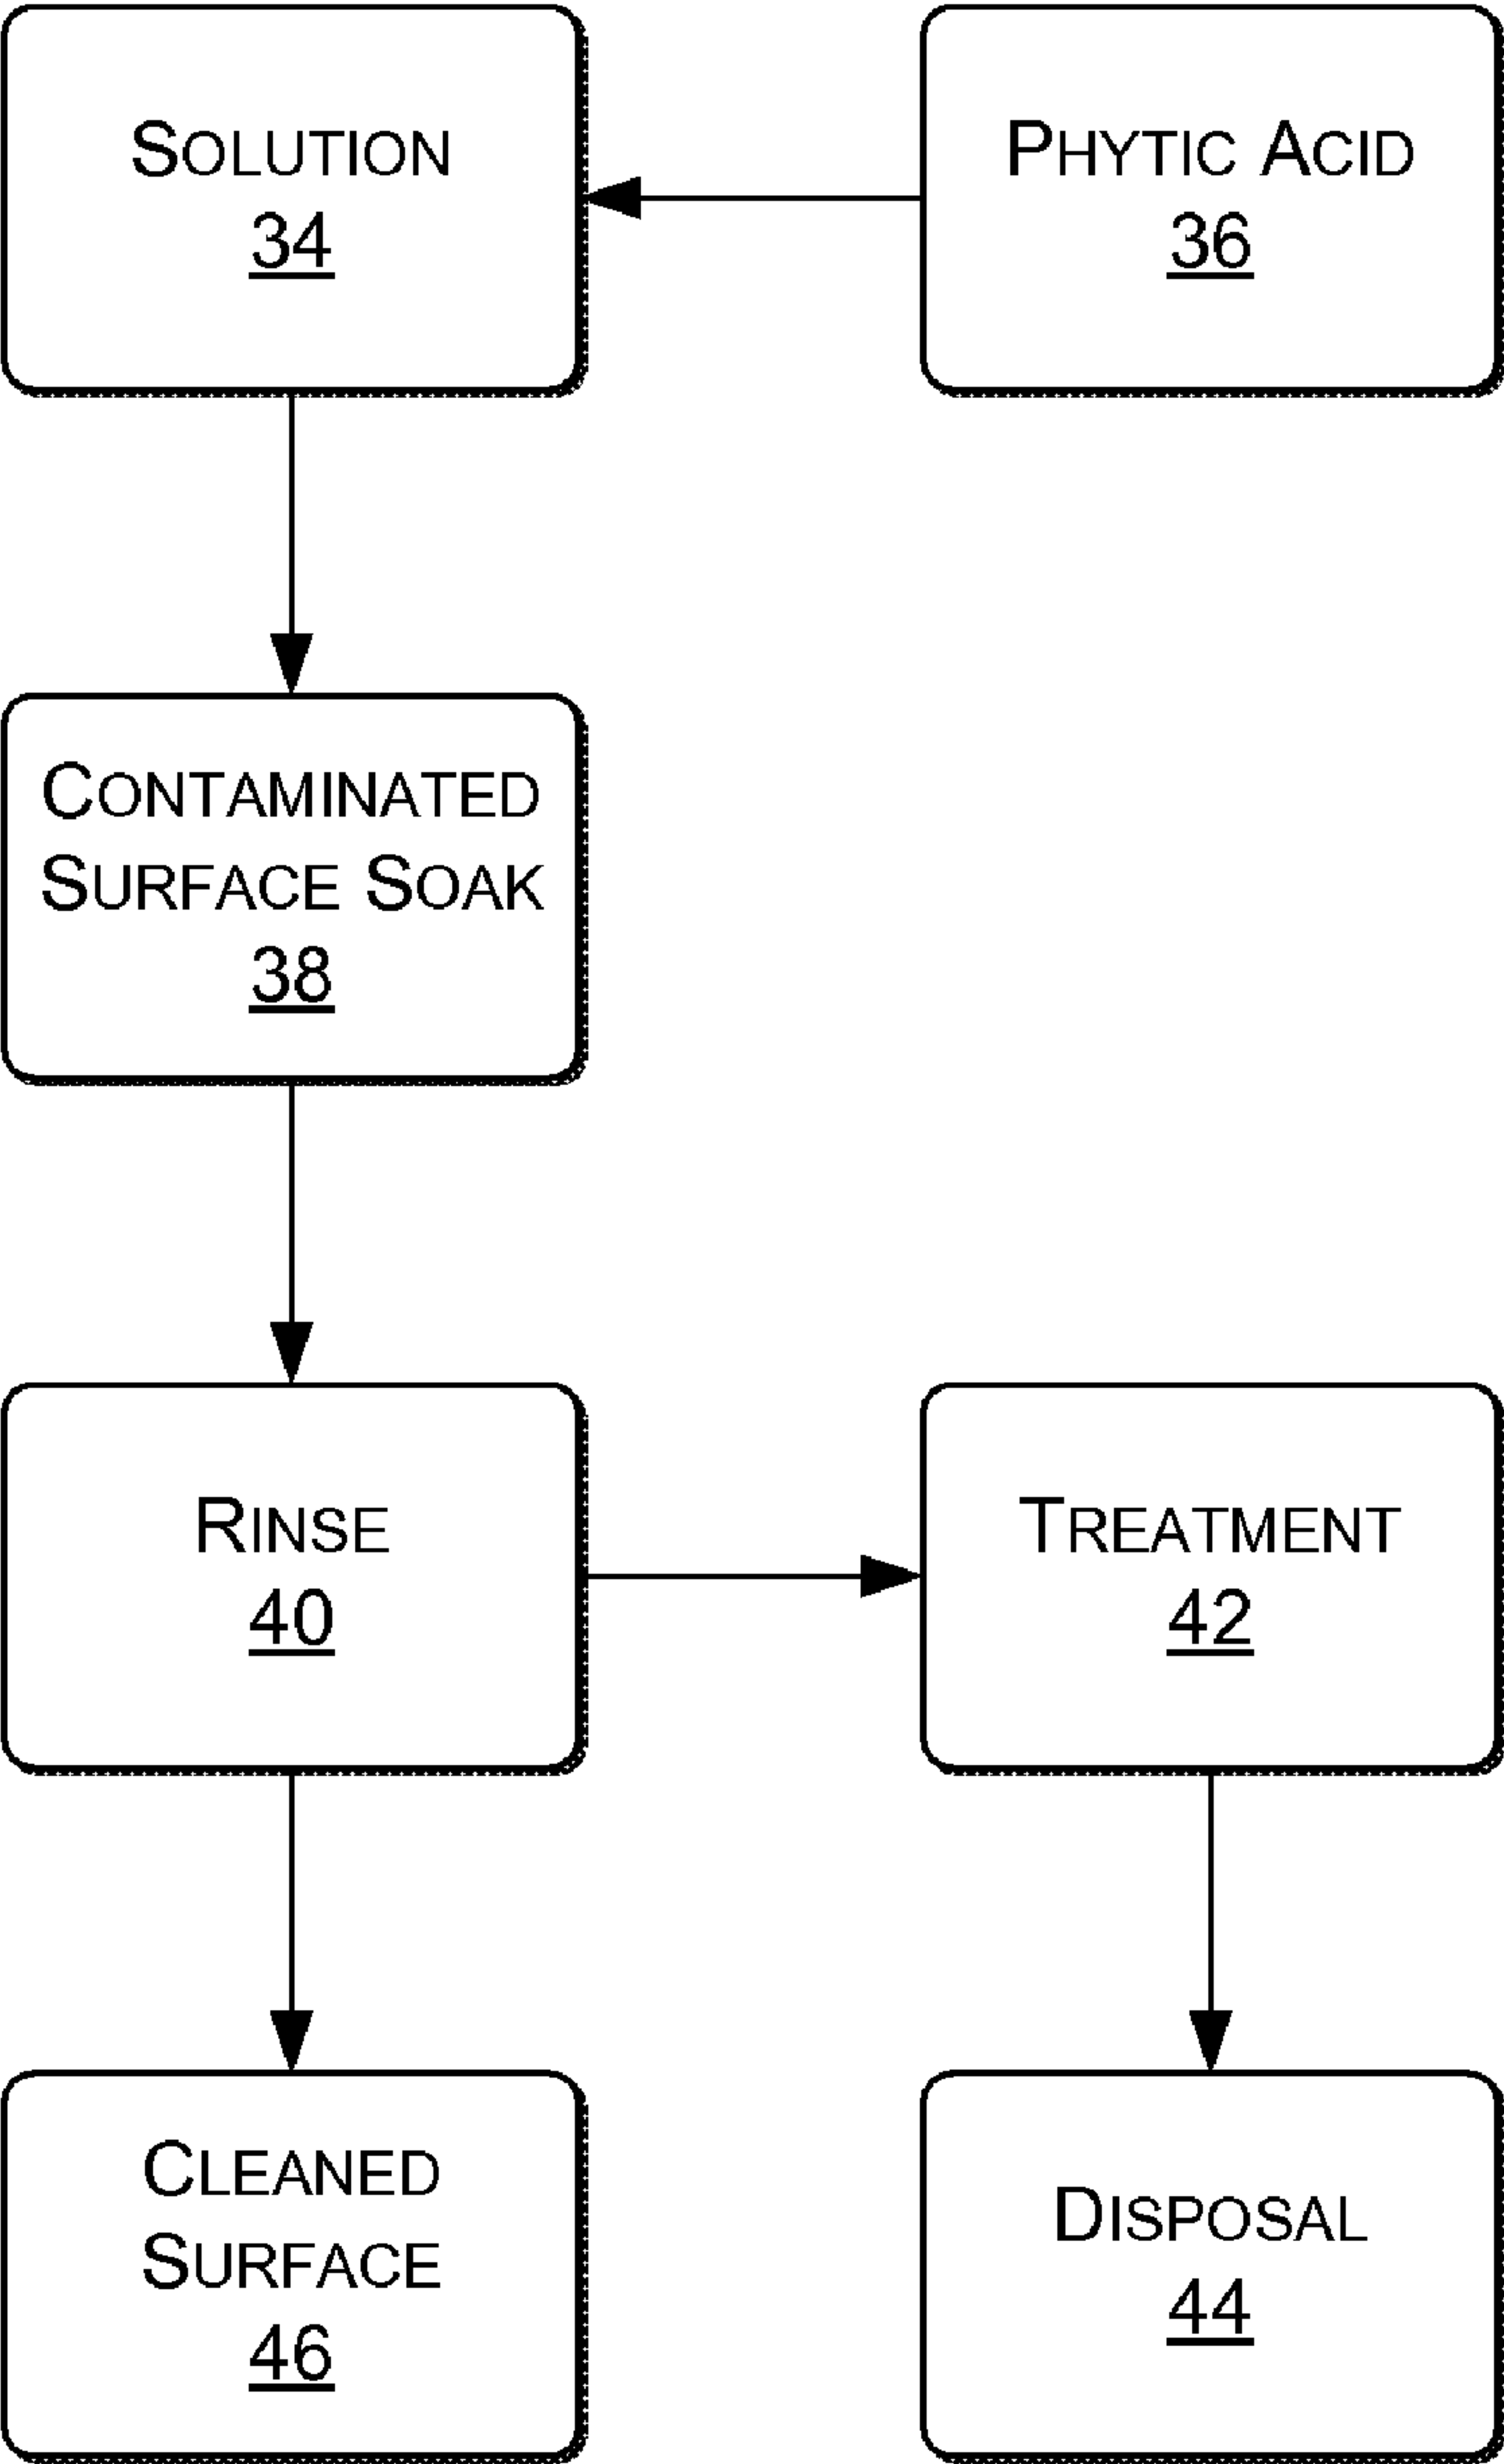 SOLUTION
34
PHYTIC ACID
36
CONTAMINATED
SURFACE SOAK
38
RINSE
40
TREATMENT
42
CLEANED
SURFACE
46
DISPOSAL
44